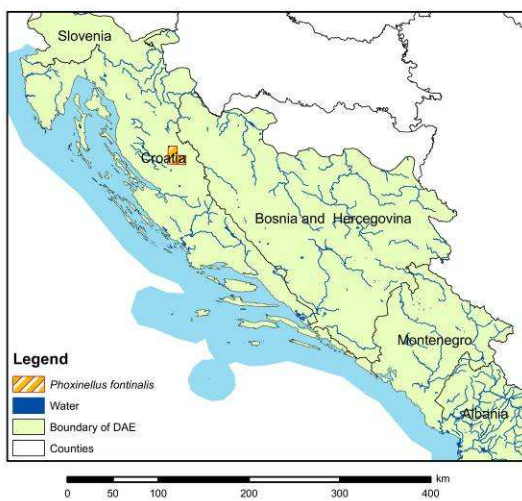 Slovenia
Croatia
Bosnia and Hercegovina
Montenegro
Albania
Legend
Phoxinellus fontinalis
Water
Boundary of DAE
Counties
km
0 50 100 200 300 400